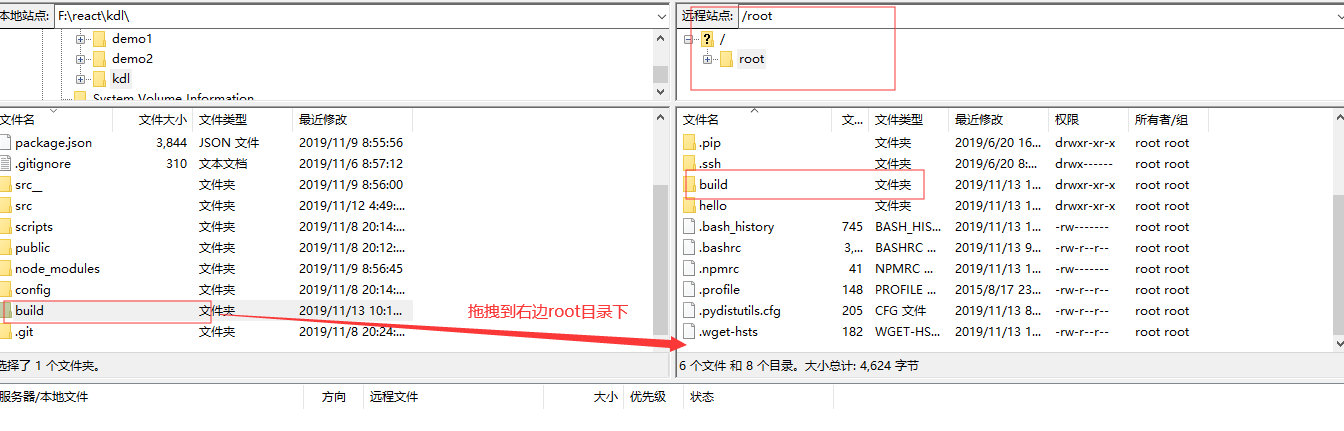 本地站点: F:\react\kdl\
demo1
demo2
kdl
System Volume Information
文件名 文件大小 文件类型 最近修改
package.json 3,844 JSON 文件 2019/11/9 8:55:56
.gitignore 310 文本文档 2019/11/6 8:57:12
src__ 文件夹 2019/11/9 8:56:00
src 文件夹 2019/11/12 4:49:...
scripts 文件夹 2019/11/8 20:14:...
public 文件夹 2019/11/8 20:12:...
node_modules 文件夹 2019/11/9 8:56:45
config 文件夹 2019/11/8 20:14:...
build 文件夹 2019/11/13 10:1...
.git 文件夹 2019/11/8 20:24:...
选择了 1 个文件夹。
拖拽到右边root目录下
远程站点: /root
/
root
文件名 文... 文件类型 最近修改 权限 所有者/组
.pip 文件夹 2019/6/20 16... drwxr-xr-x root root
.ssh 文件夹 2019/6/20 8:... drwx------ root root
build 文件夹 2019/11/13 1... drwxr-xr-x root root
hello 文件夹 2019/11/13 1... drwxr-xr-x root root
.bash_history 745 BASH_HIS... 2019/11/13 1... -rw------- root root
.bashrc 3,... BASHRC ... 2019/11/13 9... -rw-r--r-- root root
.npmrc 41 NPMRC ... 2019/11/13 1... -rw------- root root
.profile 148 PROFILE ... 2015/8/17 23... -rw-r--r-- root root
.pydistutils.cfg 205 CFG 文件 2019/11/13 8... -rw-r--r-- root root
.wget-hsts 182 WGET-HS... 2019/11/13 1... -rw-r--r-- root root
6 个文件 和 8 个目录。大小总计: 4,624 字节
服务器/本地文件 方向 远程文件 大小 优先级 状态